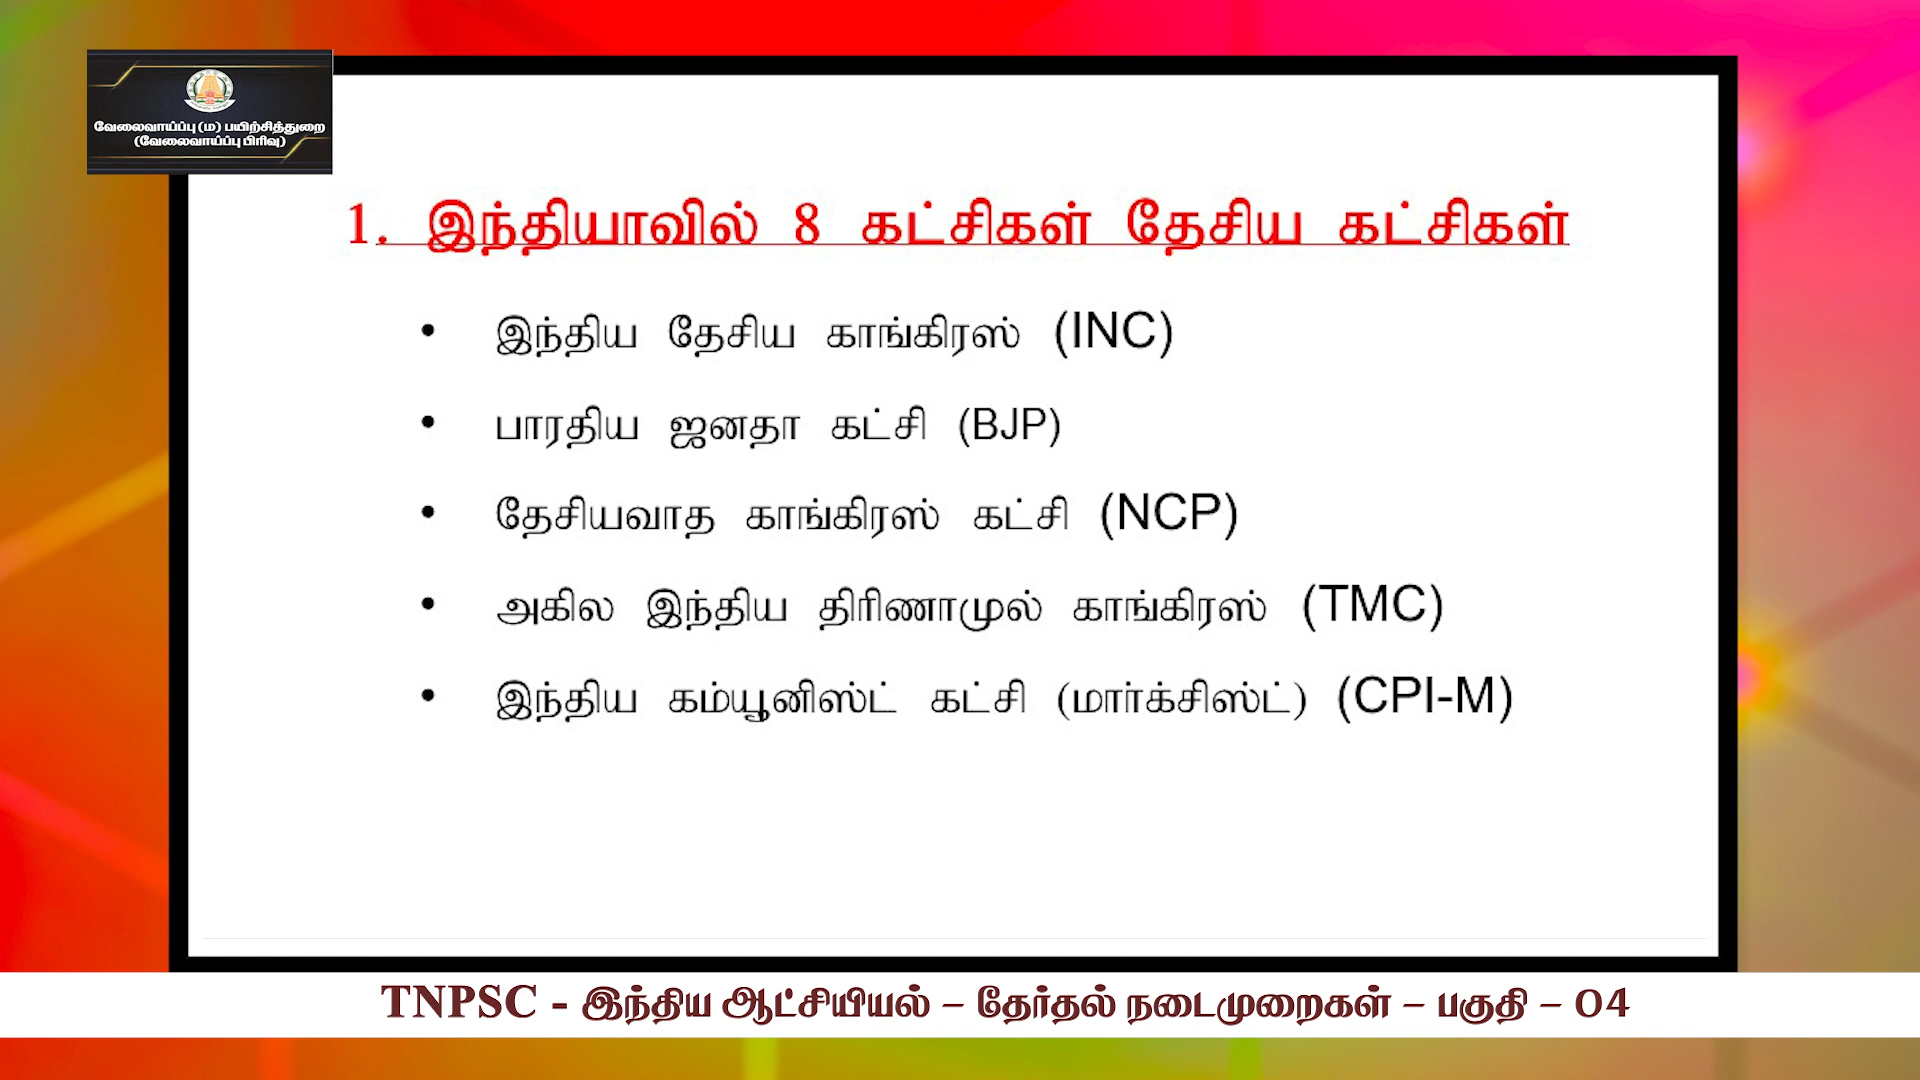 வேலைவாய்ப்பு (ம) பயிற்சித்துறை
(வேலைவாய்ப்பு பிரிவு)
1. இந்தியாவில் 8 கட்சிகள் தேசிய கட்சிகள்
• இந்திய தேசிய காங்கிரஸ் (INC)
• பாரதிய ஜனதா கட்சி (BJP)
• தேசியவாத காங்கிரஸ் கட்சி (NCP)
• அகில இந்திய திரிணாமுல் காங்கிரஸ் (TMC)
• இந்திய கம்யூனிஸ்ட் கட்சி (மார்க்சிஸ்ட்) (CPI-M)
TNPSC - இந்திய ஆட்சியியல் – தேர்தல் நடைமுறைகள் – பகுதி – 04